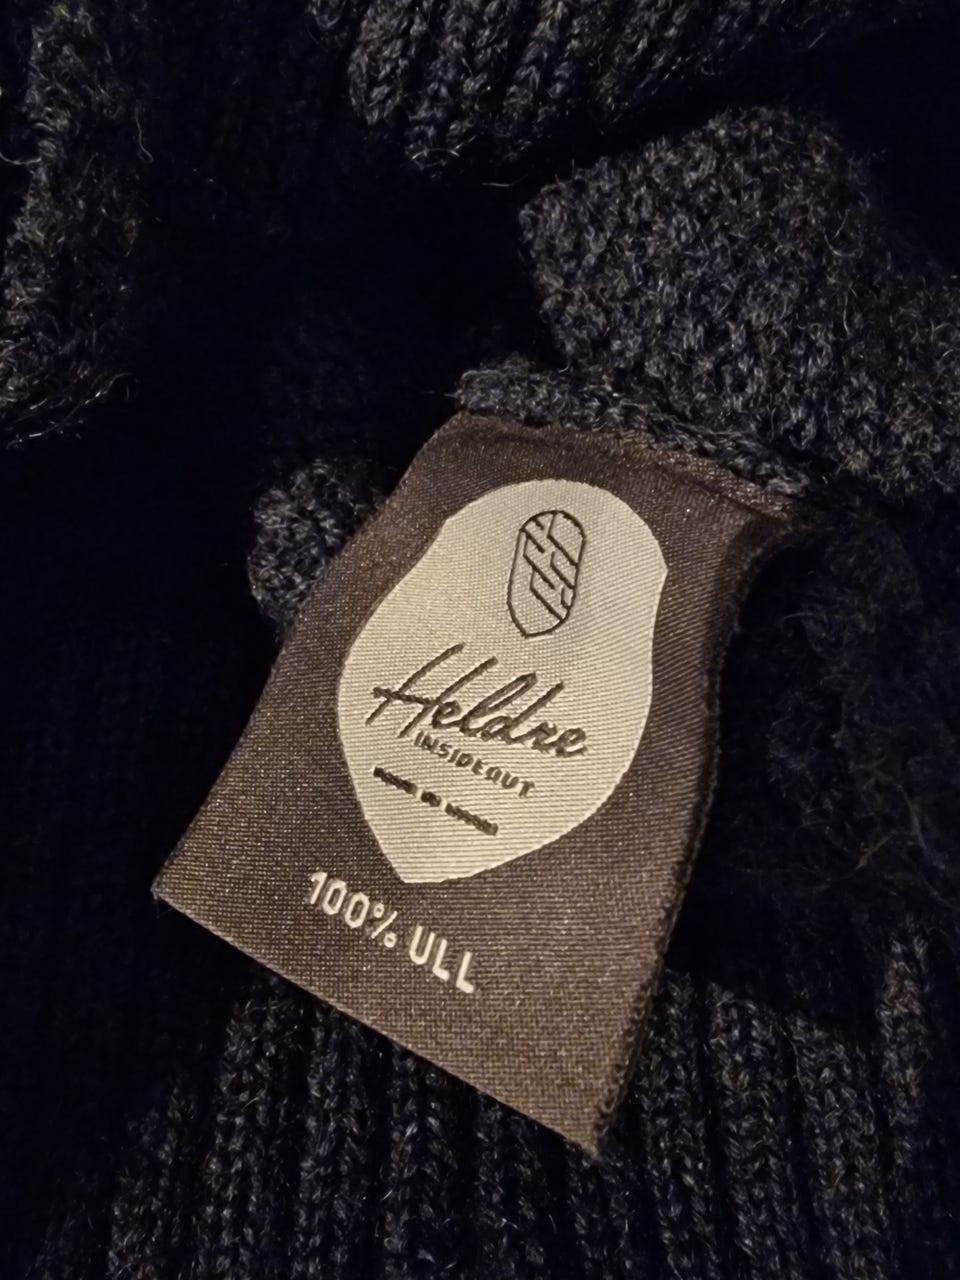 Heldre
INSIDEOUT
100% ULL